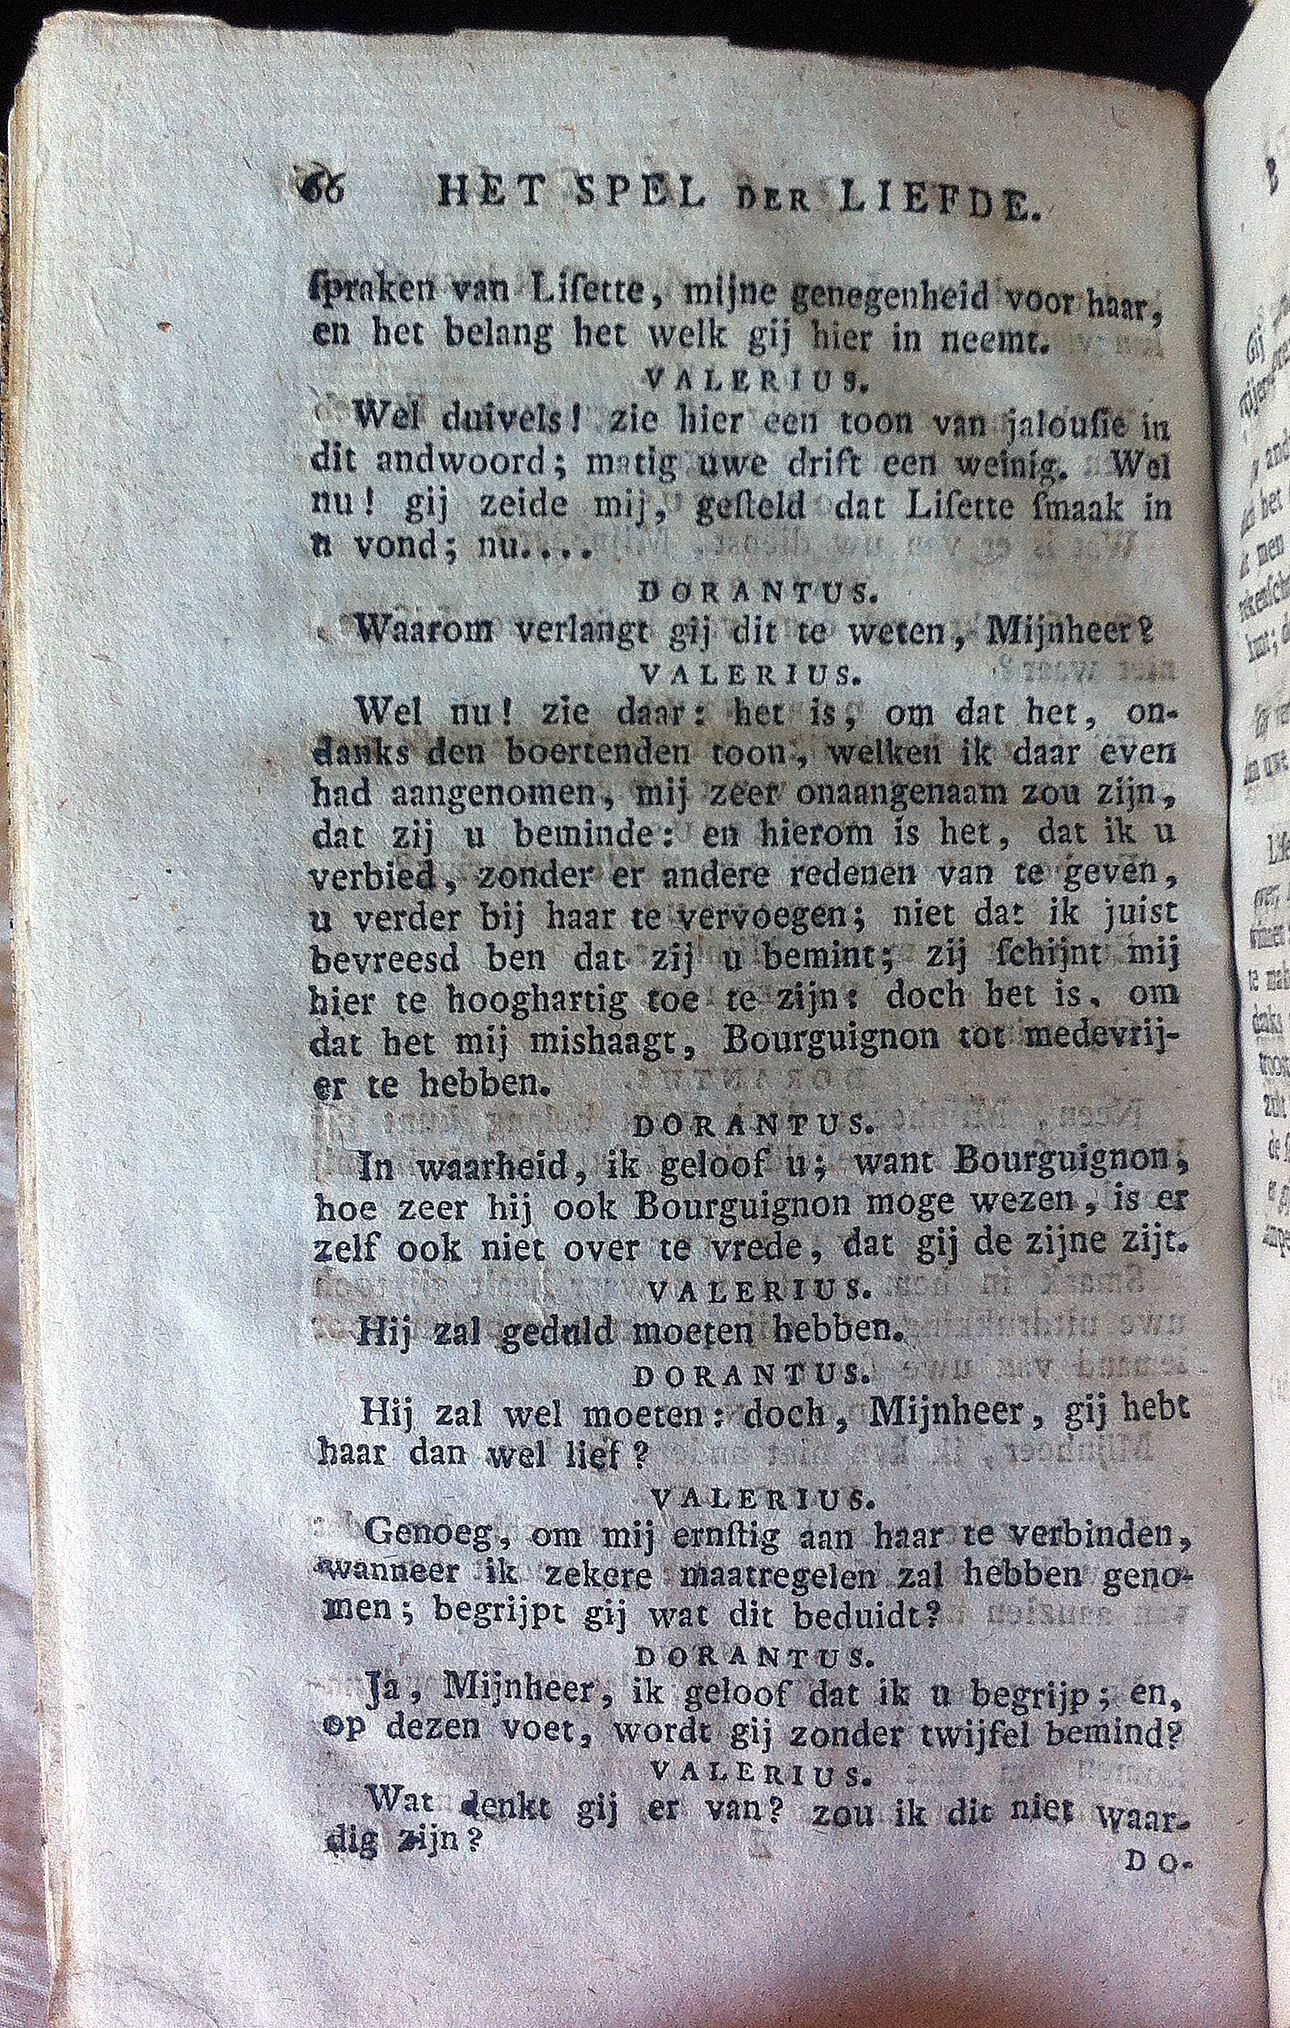 66 HET SPEL DER LIEFDE.
ſpraken van Liſette, mijne genegenheid voor haar,
en het belang het welk gij hier in neemt.
VALERIUS.
Wel duivels! zie hier een toon van jalouſie in
dit andwoord; matig uwe drift een weinig. Wel
nu! gij zeide mij, geſteld dat Liſette ſmaak in
u vond; nu....
DORANTUS.
Waarom verlangt gij dit te weten, Mijnheer?
VALERIUS.
Wel nu! zie daar: het is, om dat het, on-
danks den boertenden toon, welken ik daar even
had aangenomen, mij zeer onaangenaam zou zijn,
dat zij u beminde: en hierom is het, dat ik u
verbied, zonder er andere redenen van te geven,
u verder bij haar te vervoegen; niet dat ik juist
bevreesd ben dat zij u bemint; zij ſchijnt mij
hier te hooghartig toe te zijn: doch het is, om
dat het mij mishaagt, Bourguignon tot medevrij-
er te hebben.
DORANTUS.
In waarheid, ik geloof u; want Bourguignon,
hoe zeer hij ook Bourguignon moge wezen, is er
zelf ook niet over te vrede, dat gij de zijne zijt.
VALERIUS.
Hij zal geduld moeten hebben.
DORANTUS.
Hij zal wel moeten: doch, Mijnheer, gij hebt
haar dan wel lief?
VALERIUS.
Genoeg, om mij ernſtig aan haar te verbinden,
wanneer ik zekere maatregelen zal hebben geno-
men; begrijpt gij wat dit beduidt?
DORANTUS.
Ja, Mijnheer, ik geloof dat ik u begrijp; en,
op dezen voet, wordt gij zonder twijfel bemind?
VALERIUS.
Wat denkt gij er van? zou ik dit niet waar-
dig zijn?
DO-